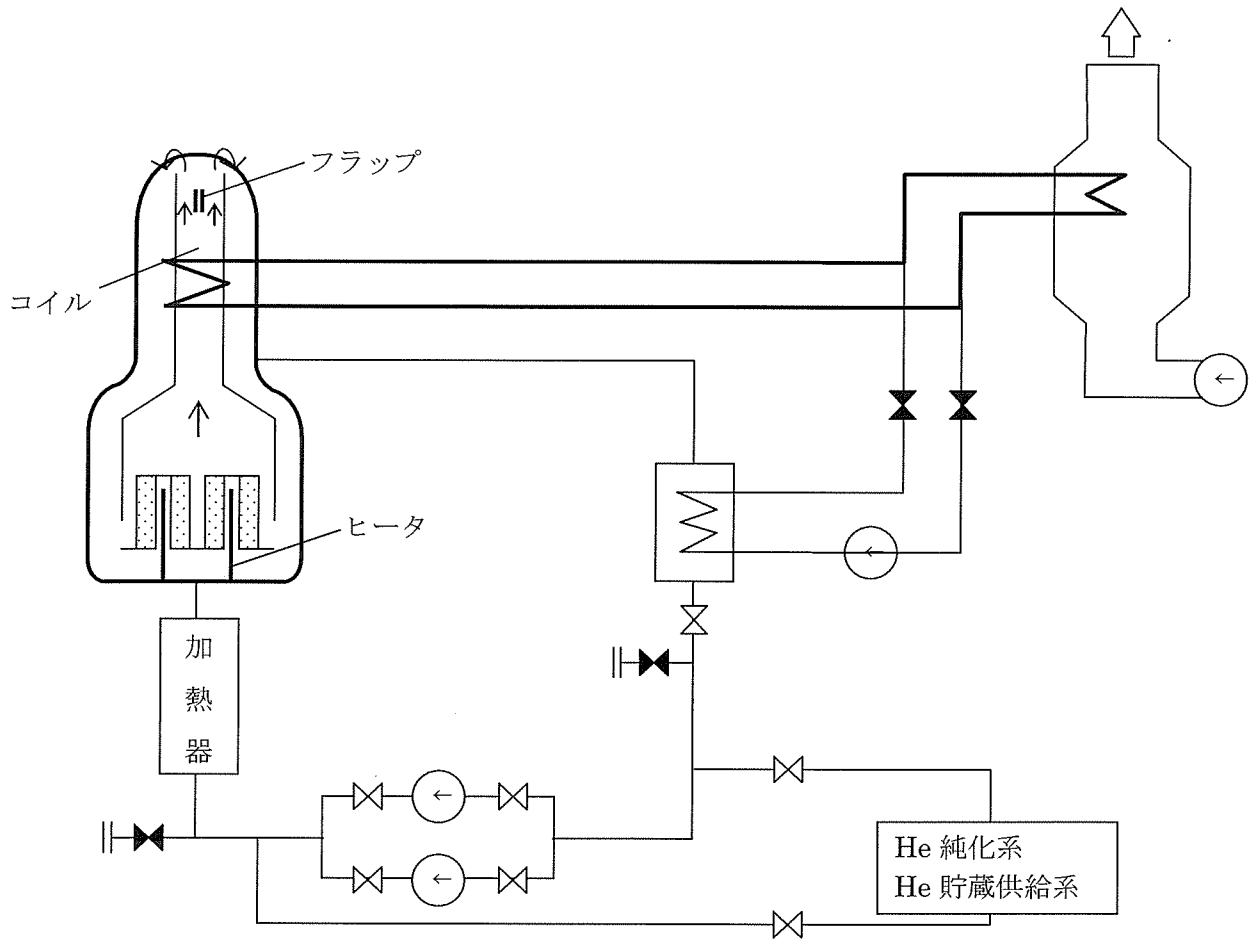 フラップ
コイル
ヒータ
加
熱
器
He 純化系
He 貯蔵供給系